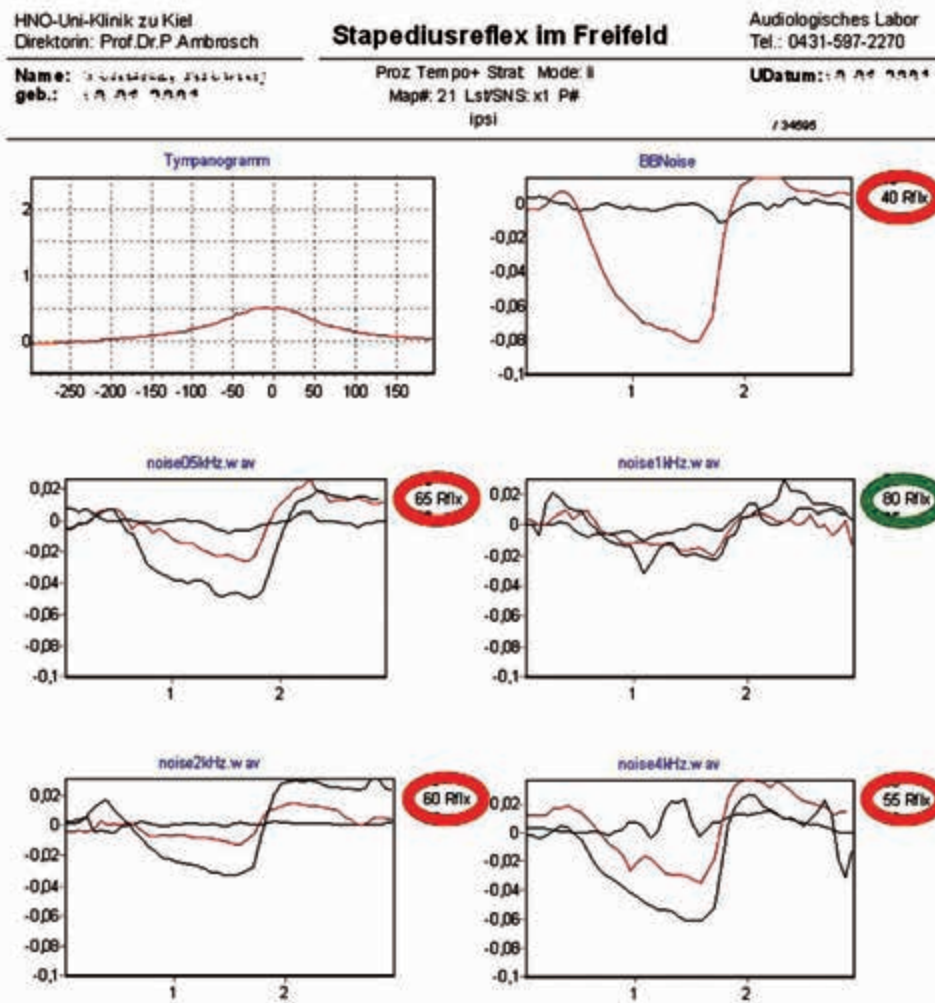 HNO-Uni-Klinik zu Kiel
Direktorin: Prof.Dr.P.Ambrosch
Stapediusreflex im Freifeld
Audiologisches Labor
Tel.: 0431-597-2270
Name:
geb.:
Proz Tempo+ Strat Mode: li
Map#: 21 Lst/SNS: x1 P#
ipsi
UDatum:
/ 34695
Tympanogramm
2
1
0
-250 -200 -150 -100 -50 0 50 100 150
BBNoise
40 Rflx
0
-0,02
-0,04
-0,06
-0,08
-0,1
1 2
noise05kHz.wav
65 Rflx
0,02
0
-0,02
-0,04
-0,06
-0,08
-0,1
1 2
noise1kHz.wav
80 Rflx
0,02
0
-0,02
-0,04
-0,06
-0,08
-0,1
1 2
noise2kHz.wav
60 Rflx
0,02
0
-0,02
-0,04
-0,06
-0,08
-0,1
1 2
noise4kHz.wav
55 Rflx
0,02
0
-0,02
-0,04
-0,06
-0,08
-0,1
1 2